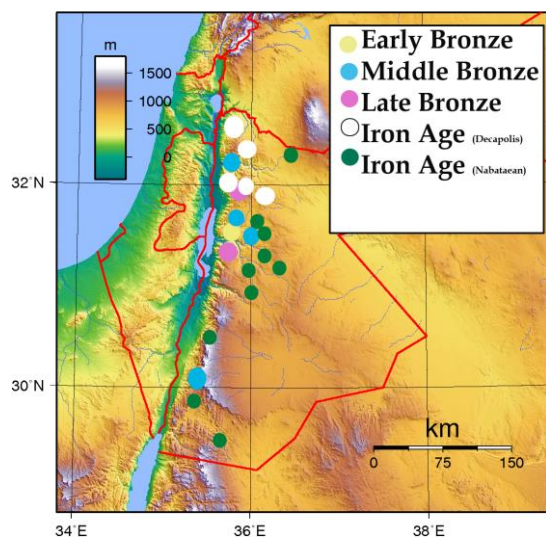 m
1500
1000
500
0
Early Bronze
Middle Bronze
Late Bronze
Iron Age (Decapolis)
Iron Age (Nabataean)
32°N
30°N
km
0 75 150
34°E 36°E 38°E